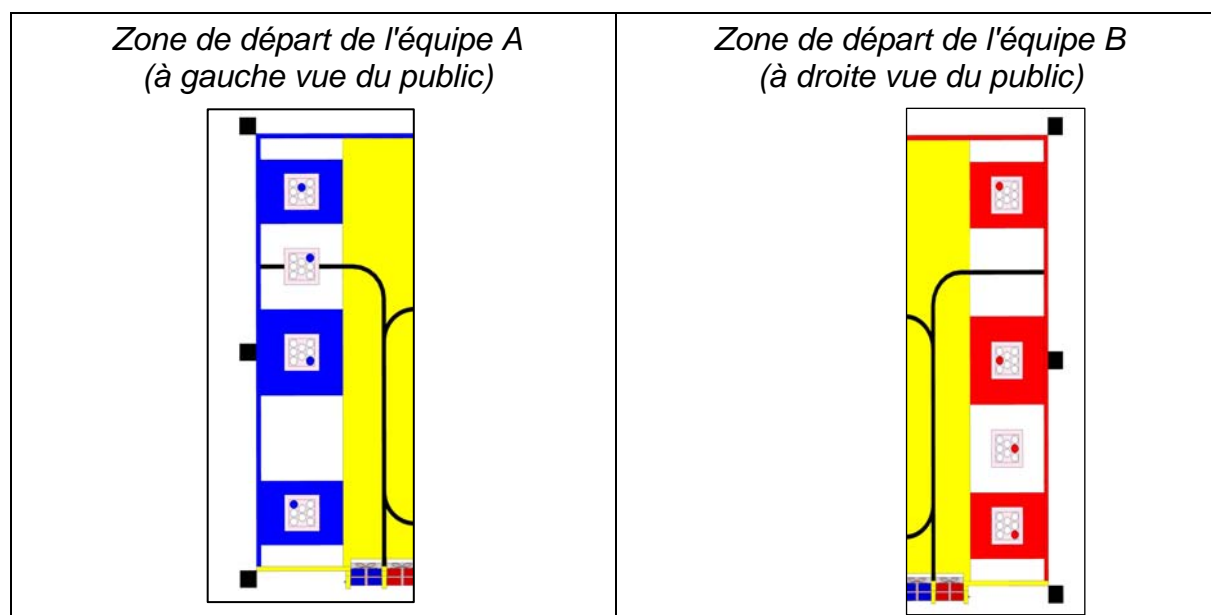 Zone de départ de l'équipe A
(à gauche vue du public)
Zone de départ de l'équipe B
(à droite vue du public)